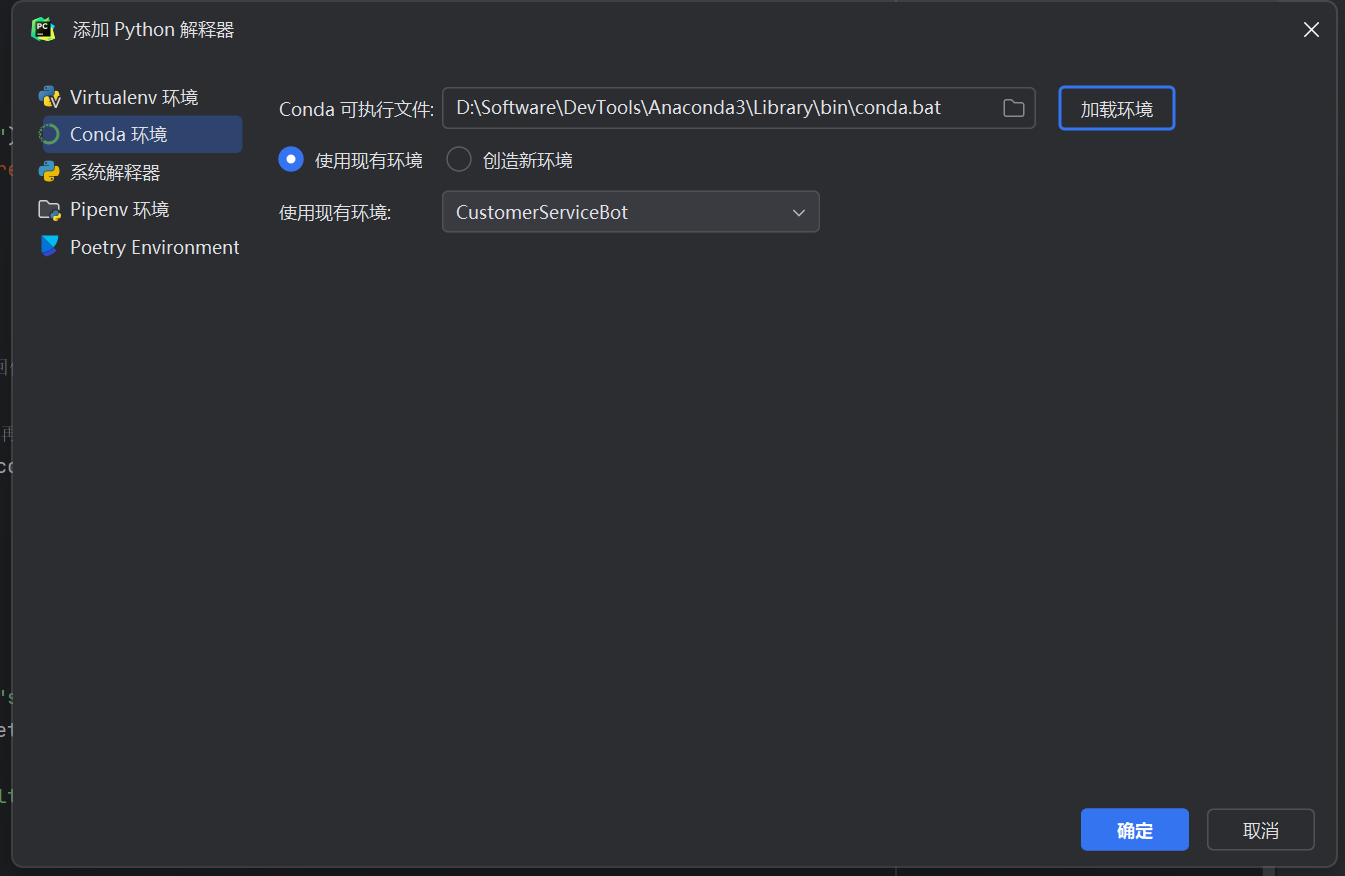 PC
添加 Python 解释器
Virtualenv 环境
Conda 环境
系统解释器
Pipenv 环境
Poetry Environment
Conda 可执行文件:
D:\Software\DevTools\Anaconda3\Library\bin\conda.bat
加载环境
使用现有环境
创造新环境
使用现有环境:
CustomerServiceBot
确定
取消